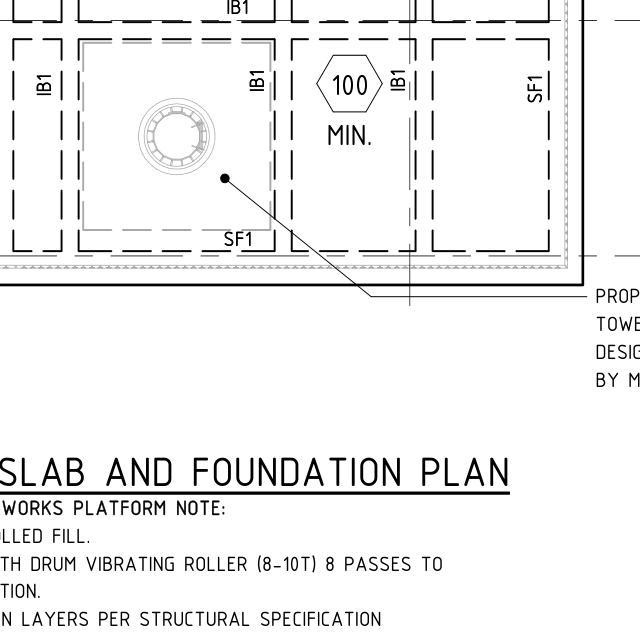 IB1
IB1
IB1
100
IB1
SF1
MIN.
SF1
PROP
TOWE
DESIG
BY M
SLAB AND FOUNDATION PLAN
WORKS PLATFORM NOTE:
OLLED FILL.
TH DRUM VIBRATING ROLLER (8-10T) 8 PASSES TO
TION.
N LAYERS PER STRUCTURAL SPECIFICATION